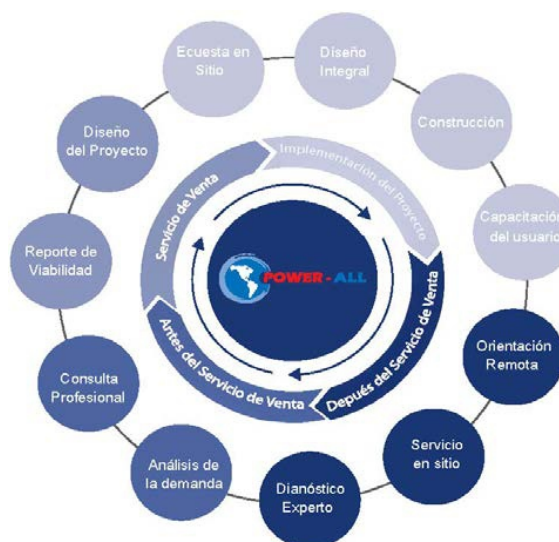 Ecuesta en
Sitio
Diseño
Integral
Construcción
Capacitación
del usuario
Orientación
Remota
Servicio
en sitio
Dianóstico
Experto
Análisis de
la demanda
Consulta
Profesional
Reporte de
Viabilidad
Diseño
del Proyecto
Servicio de Venta
Implementación del Proyecto
Depués del Servicio de Venta
Antes del Servicio de Venta
POWER-ALL